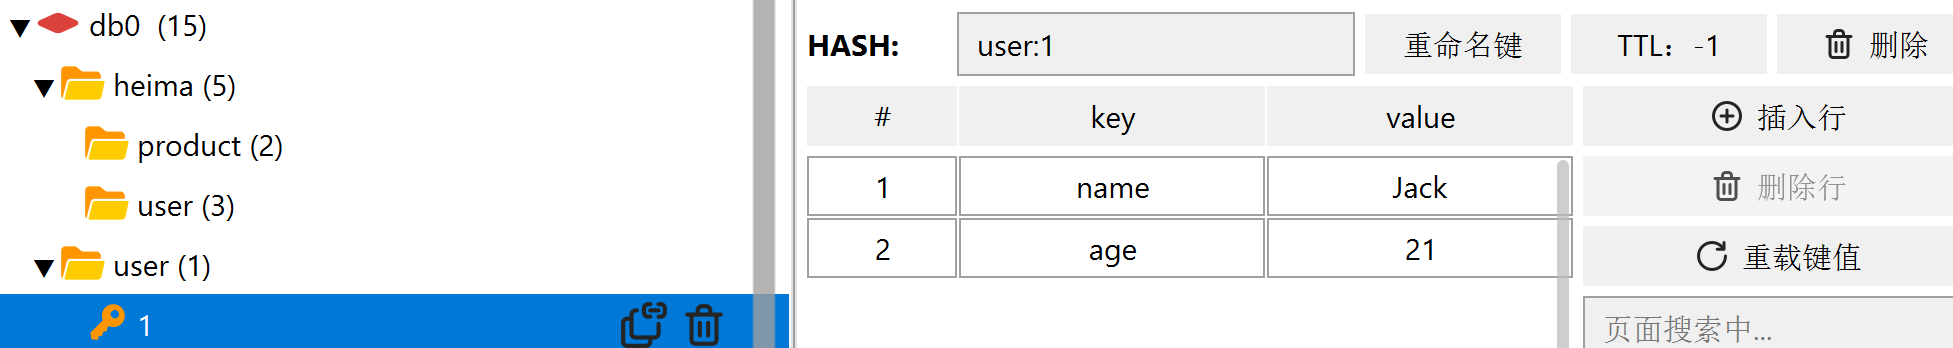 db0 (15)
heima (5)
product (2)
user (3)
user (1)
1
HASH: user:1 重命名键 TTL: -1 删除
# key value 插入行
1 name Jack 删除行
2 age 21 重载键值
页面搜索中...